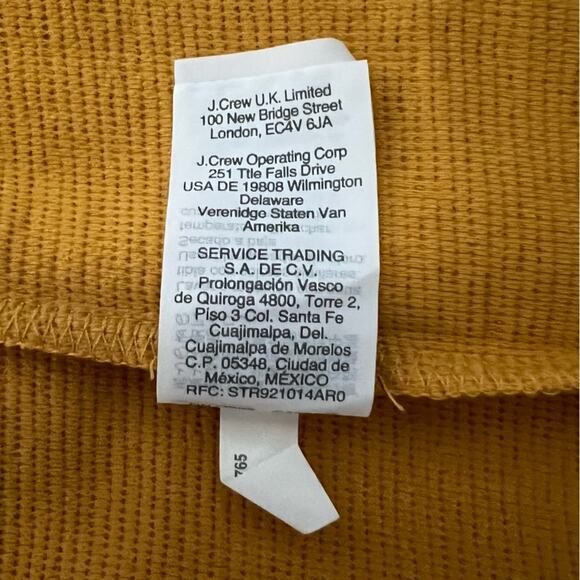 J.Crew U.K. Limited
100 New Bridge Street
London, EC4V 6JA
J.Crew Operating Corp
251 Ttle Falls Drive
USA DE 19808 Wilmington
Delaware
Verenidge Staten Van
Amerika
SERVICE TRADING
S.A. DE C.V.
Prolongación Vasco
de Quiroga 4800, Torre 2,
Piso 3 Col. Santa Fe
Cuajimalpa, Del.
Cuajimalpa de Morelos
C.P. 05348, Ciudad de
México, MÉXICO
RFC: STR921014AR0
765